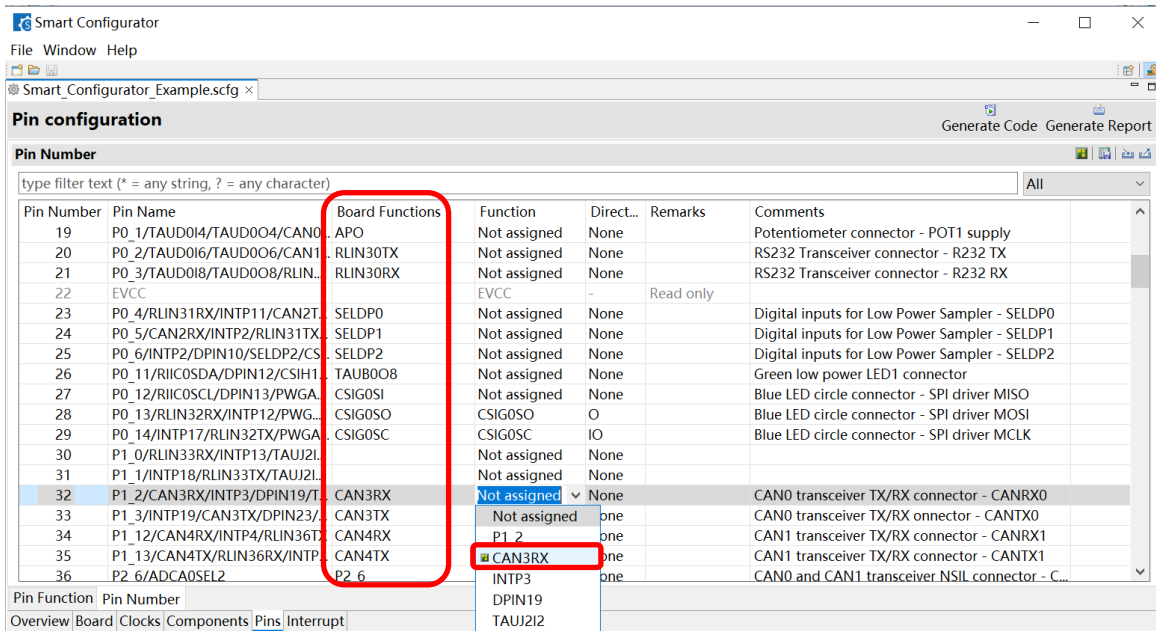 Smart Configurator
File Window Help
Smart_Configurator_Example.scfg
Pin configuration
Generate Code Generate Report
Pin Number
type filter text (* = any string, ? = any character) All
Pin Number Pin Name Board Functions Function Direct... Remarks Comments
19 P0_1/TAUD0I4/TAUD0O4/CAN0.. APO Not assigned None Potentiometer connector - POT1 supply
20 P0_2/TAUD0I6/TAUD0O6/CAN1.. RLIN30TX Not assigned None RS232 Transceiver connector - R232 TX
21 P0_3/TAUD0I8/TAUD0O8/RLIN... RLIN30RX Not assigned None RS232 Transceiver connector - R232 RX
22 EVCC EVCC - Read only
23 P0_4/RLIN31RX/INTP11/CAN2T.. SELDP0 Not assigned None Digital inputs for Low Power Sampler - SELDP0
24 P0_5/CAN2RX/INTP2/RLIN31TX.. SELDP1 Not assigned None Digital inputs for Low Power Sampler - SELDP1
25 P0_6/INTP2/DPIN10/SELDP2/CS.. SELDP2 Not assigned None Digital inputs for Low Power Sampler - SELDP2
26 P0_11/RIIC0SDA/DPIN12/CSIH1.. TAUB0O8 Not assigned None Green low power LED1 connector
27 P0_12/RIIC0SCL/DPIN13/PWGA.. CSIG0SI Not assigned None Blue LED circle connector - SPI driver MISO
28 P0_13/RLIN32RX/INTP12/PWG... CSIG0SO CSIG0SO O Blue LED circle connector - SPI driver MOSI
29 P0_14/INTP17/RLIN32TX/PWGA.. CSIG0SC CSIG0SC IO Blue LED circle connector - SPI driver MCLK
30 P1_0/RLIN33RX/INTP13/TAUJ2I.. Not assigned None
31 P1_1/INTP18/RLIN33TX/TAUJ2I... Not assigned None
32 P1_2/CAN3RX/INTP3/DPIN19/T.. CAN3RX Not assigned None CAN0 transceiver TX/RX connector - CANRX0
33 P1_3/INTP19/CAN3TX/DPIN23/.. CAN3TX Not assigned one CAN0 transceiver TX/RX onnector - CANTX0
34 P1_12/CAN4RX/INTP4/RLIN36TX CAN4RX P1_2 one CAN1 transceiver TX/RX connector - CANRX1
35 P1_13/CAN4TX/RLIN36RX/INTP.. CAN4TX CAN3RX one CAN1 transceiver TX/RX connector - CANTX1
36 P2_6/ADCA0SEL2 P2_6 INTP3 one CAN0 and CAN1 transceiver NSIL connector - C...
DPIN19
TAUJ2I2
Pin Function Pin Number
Overview Board Clocks Components Pins Interrupt